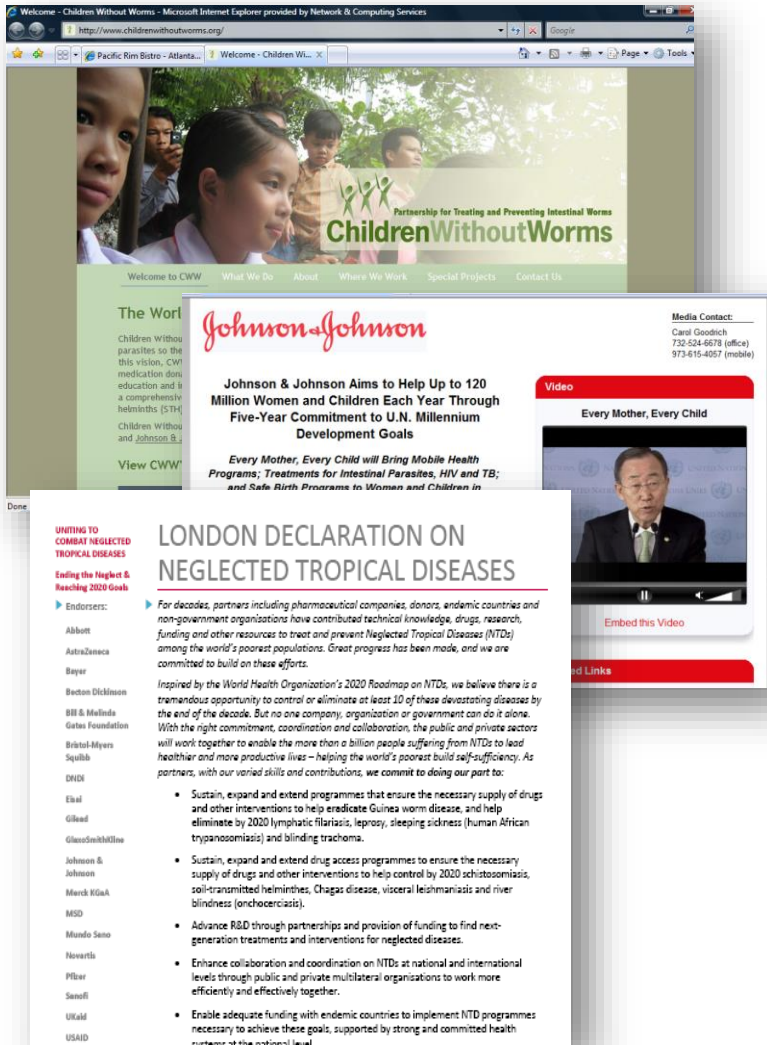 Welcome - Children Without Worms - Microsoft Internet Explorer provided by Network & Computing Services
http://www.childrenwithoutworms.org/
Google
Pacific Rim Bistro - Atlanta...
Welcome - Children Wi...
Page
Tools
Partnership for Treating and Preventing Intestinal Worms
ChildrenWithoutWorms
Welcome to CWW What We Do About Where We Work Special Projects Contact Us
The Worl
Children Withou
parasites so the
this vision, CW
medication don
education and i
a comprehensiv
helminths (STH)
Children Withou
and Johnson & J
View CWW'
Done
Johnson & Johnson
Johnson & Johnson Aims to Help Up to 120
Million Women and Children Each Year Through
Five-Year Commitment to U.N. Millennium
Development Goals
Every Mother, Every Child will Bring Mobile Health
Programs; Treatments for Intestinal Parasites, HIV and TB;
and Safe Birth Programs to Women and Children in
Media Contact:
Carol Goodrich
732-524-6678 (office)
973-615-4057 (mobile)
Video
Every Mother, Every Child
Embed this Video
ed Links
UNITING TO
COMBAT NEGLECTED
TROPICAL DISEASES
Ending the Neglect &
Reaching 2020 Goals
Endorsers:
Abbott
AstraZeneca
Bayer
Becton Dickinson
Bill & Melinda
Gates Foundation
Bristol-Myers
Squibb
DNDi
Eisai
Gilead
GlaxoSmithKline
Johnson &
Johnson
Merck KGaA
MSD
Mundo Sano
Novartis
Pfizer
Sanofi
UKaid
USAID
LONDON DECLARATION ON
NEGLECTED TROPICAL DISEASES
For decades, partners including pharmaceutical companies, donors, endemic countries and
non-government organisations have contributed technical knowledge, drugs, research,
funding and other resources to treat and prevent Neglected Tropical Diseases (NTDs)
among the world's poorest populations. Great progress has been made, and we are
committed to build on these efforts.
Inspired by the World Health Organization's 2020 Roadmap on NTDs, we believe there is a
tremendous opportunity to control or eliminate at least 10 of these devastating diseases by
the end of the decade. But no one company, organization or government can do it alone.
With the right commitment, coordination and collaboration, the public and private sectors
will work together to enable the more than a billion people suffering from NTDs to lead
healthier and more productive lives – helping the world's poorest build self-sufficiency. As
partners, with our varied skills and contributions, we commit to doing our part to:
• Sustain, expand and extend programmes that ensure the necessary supply of drugs
and other interventions to help eradicate Guinea worm disease, and help
eliminate by 2020 lymphatic filariasis, leprosy, sleeping sickness (human African
trypanosomiasis) and blinding trachoma.
• Sustain, expand and extend drug access programmes to ensure the necessary
supply of drugs and other interventions to help control by 2020 schistosomiasis,
soil-transmitted helminthes, Chagas disease, visceral leishmaniasis and river
blindness (onchocerciasis).
• Advance R&D through partnerships and provision of funding to find next-
generation treatments and interventions for neglected diseases.
• Enhance collaboration and coordination on NTDs at national and international
levels through public and private multilateral organisations to work more
efficiently and effectively together.
• Enable adequate funding with endemic countries to implement NTD programmes
necessary to achieve these goals, supported by strong and committed health
systems at the national level.